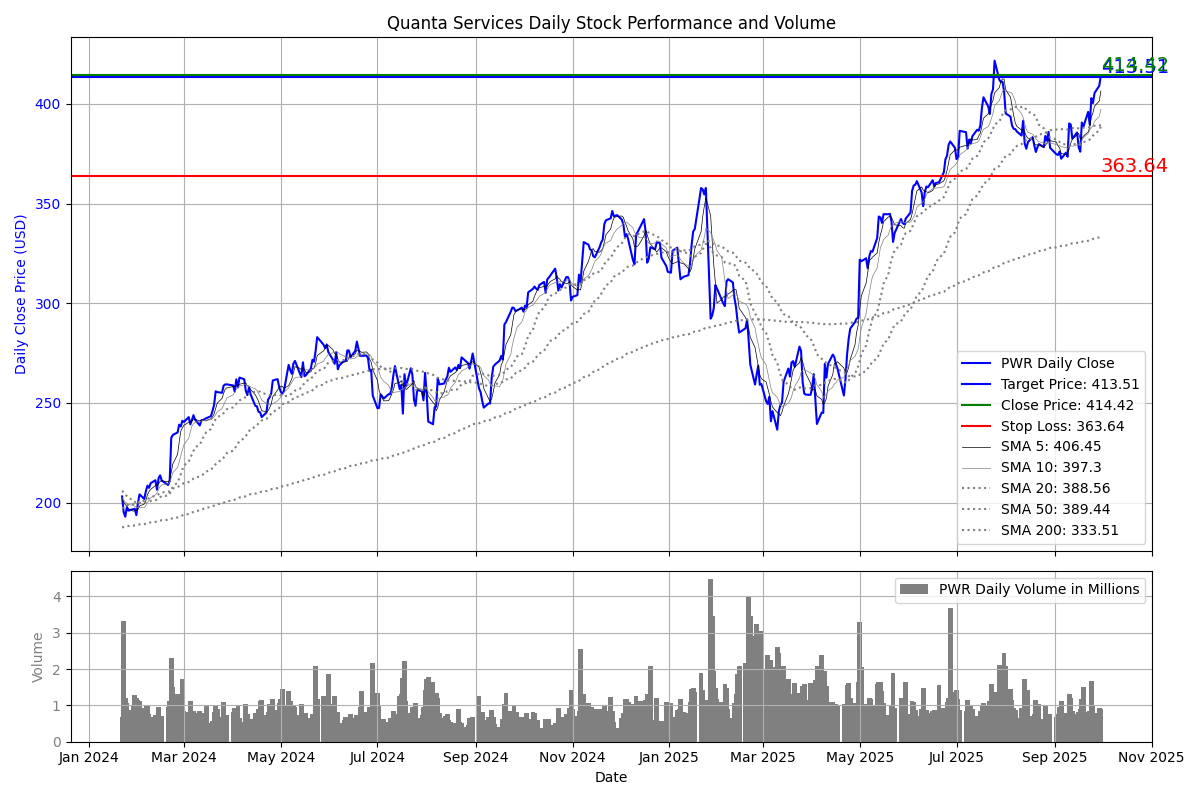 Quanta Services Daily Stock Performance and Volume
414.42
413.51
400
363.64
350
300
250
200
Daily Close Price (USD)
PWR Daily Close
Target Price: 413.51
Close Price: 414.42
Stop Loss: 363.64
SMA 5: 406.45
SMA 10: 397.3
SMA 20: 388.56
SMA 50: 389.44
SMA 200: 333.51
4
3
2
1
0
Volume
PWR Daily Volume in Millions
Jan 2024 Mar 2024 May 2024 Jul 2024 Sep 2024 Nov 2024 Jan 2025 Mar 2025 May 2025 Jul 2025 Sep 2025 Nov 2025
Date